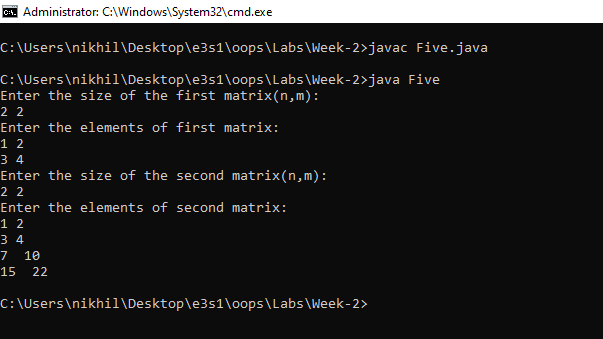 Administrator: C:\Windows\System32\cmd.exe
C:\Users\nikhil\Desktop\e3s1\oops\Labs\Week-2>javac Five.java
C:\Users\nikhil\Desktop\e3s1\oops\Labs\Week-2>java Five
Enter the size of the first matrix(n,m):
2 2
Enter the elements of first matrix:
1 2
3 4
Enter the size of the second matrix(n,m):
2 2
Enter the elements of second matrix:
1 2
3 4
7  10
15  22
C:\Users\nikhil\Desktop\e3s1\oops\Labs\Week-2>